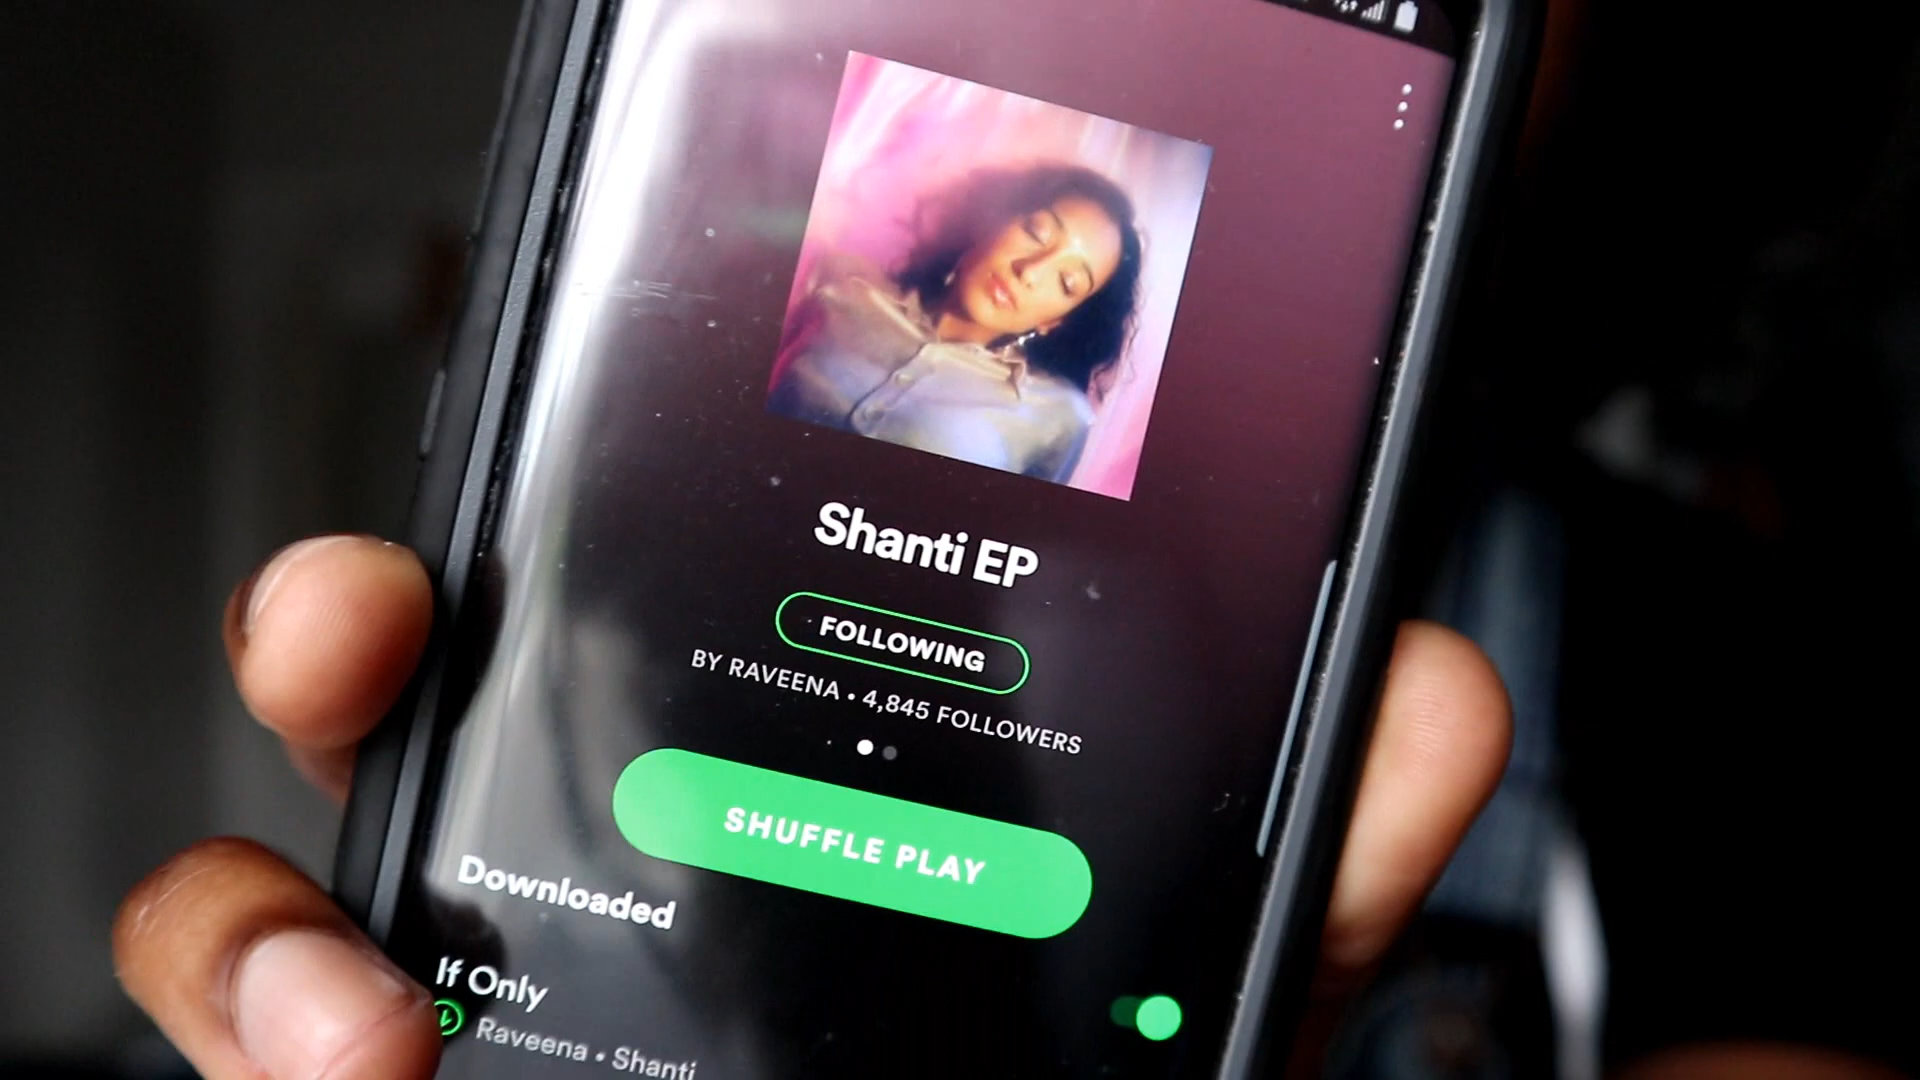 Shanti EP
FOLLOWING
BY RAVEENA • 4,845 FOLLOWERS
SHUFFLE PLAY
Downloaded
If Only
Raveena • Shanti